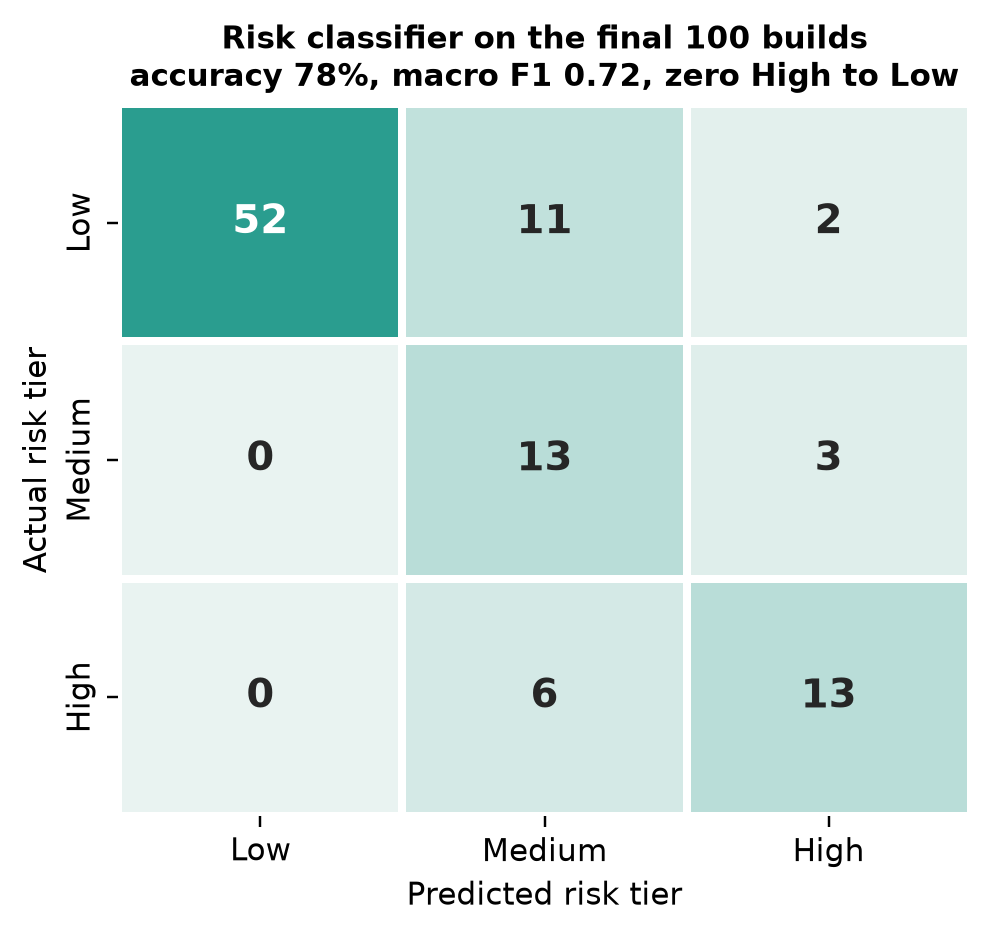 Risk classifier on the final 100 builds
accuracy 78%, macro F1 0.72, zero High to Low
Actual risk tier
Low
52 11 2
Medium
0 13 3
High
0 6 13
Low Medium High
Predicted risk tier